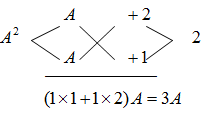 A +2
A² 2
A +1
(1×1+1×2)A=3A